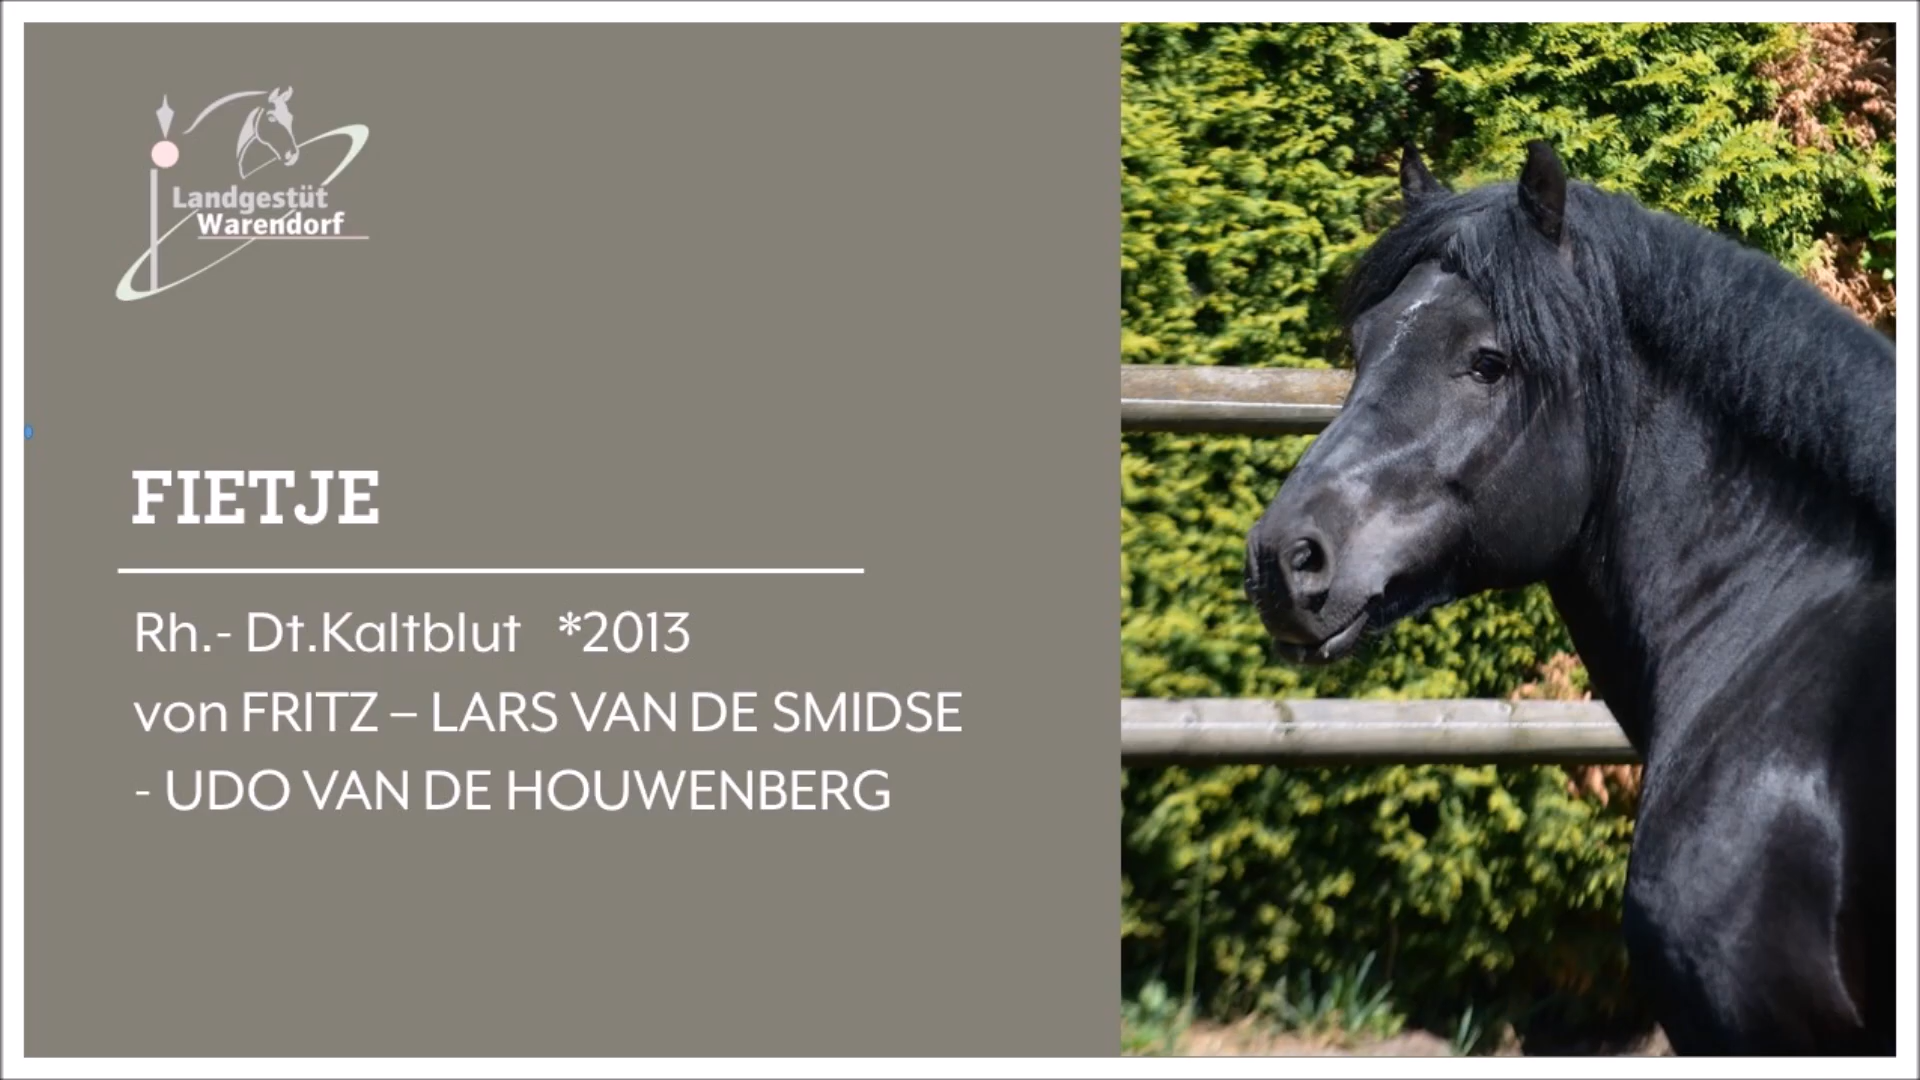 Landgestüt
Warendorf
FIETJE
Rh.- Dt.Kaltblut *2013
von FRITZ – LARS VAN DE SMIDSE
- UDO VAN DE HOUWENBERG